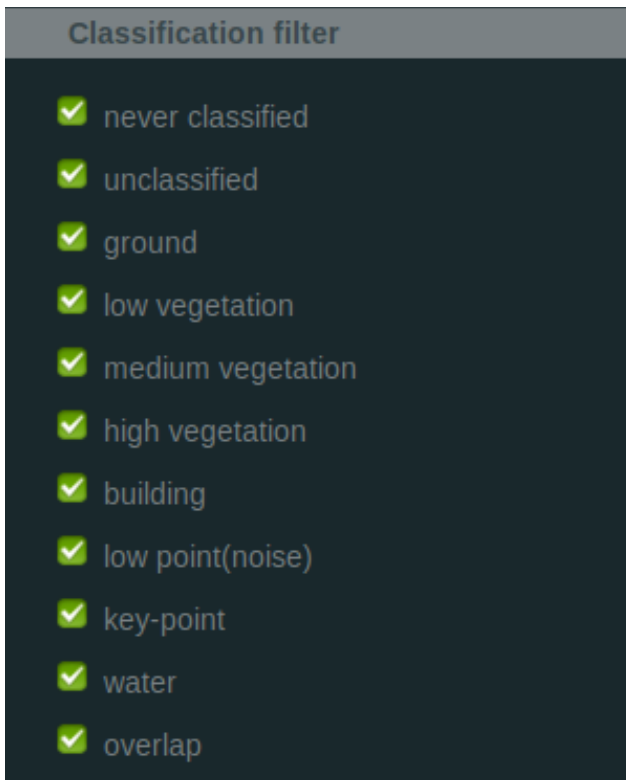 Classification filter
never classified
unclassified
ground
low vegetation
medium vegetation
high vegetation
building
low point(noise)
key-point
water
overlap